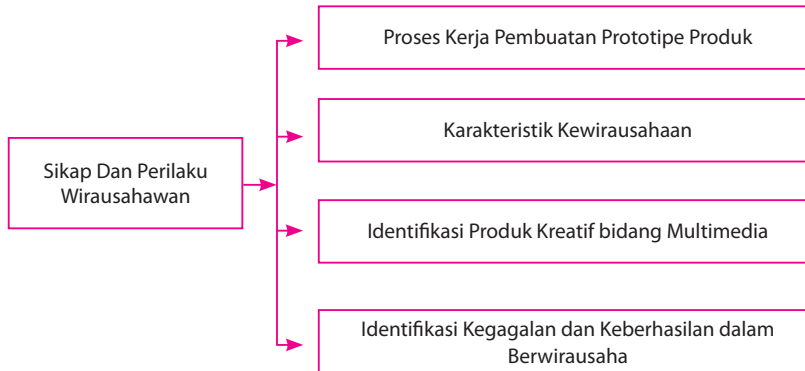 Proses Kerja Pembuatan Prototipe Produk
Karakteristik Kewirausahaan
Sikap Dan Perilaku
Wirausahawan
Identifikasi Produk Kreatif bidang Multimedia
Identifikasi Kegagalan dan Keberhasilan dalam
Berwirausaha